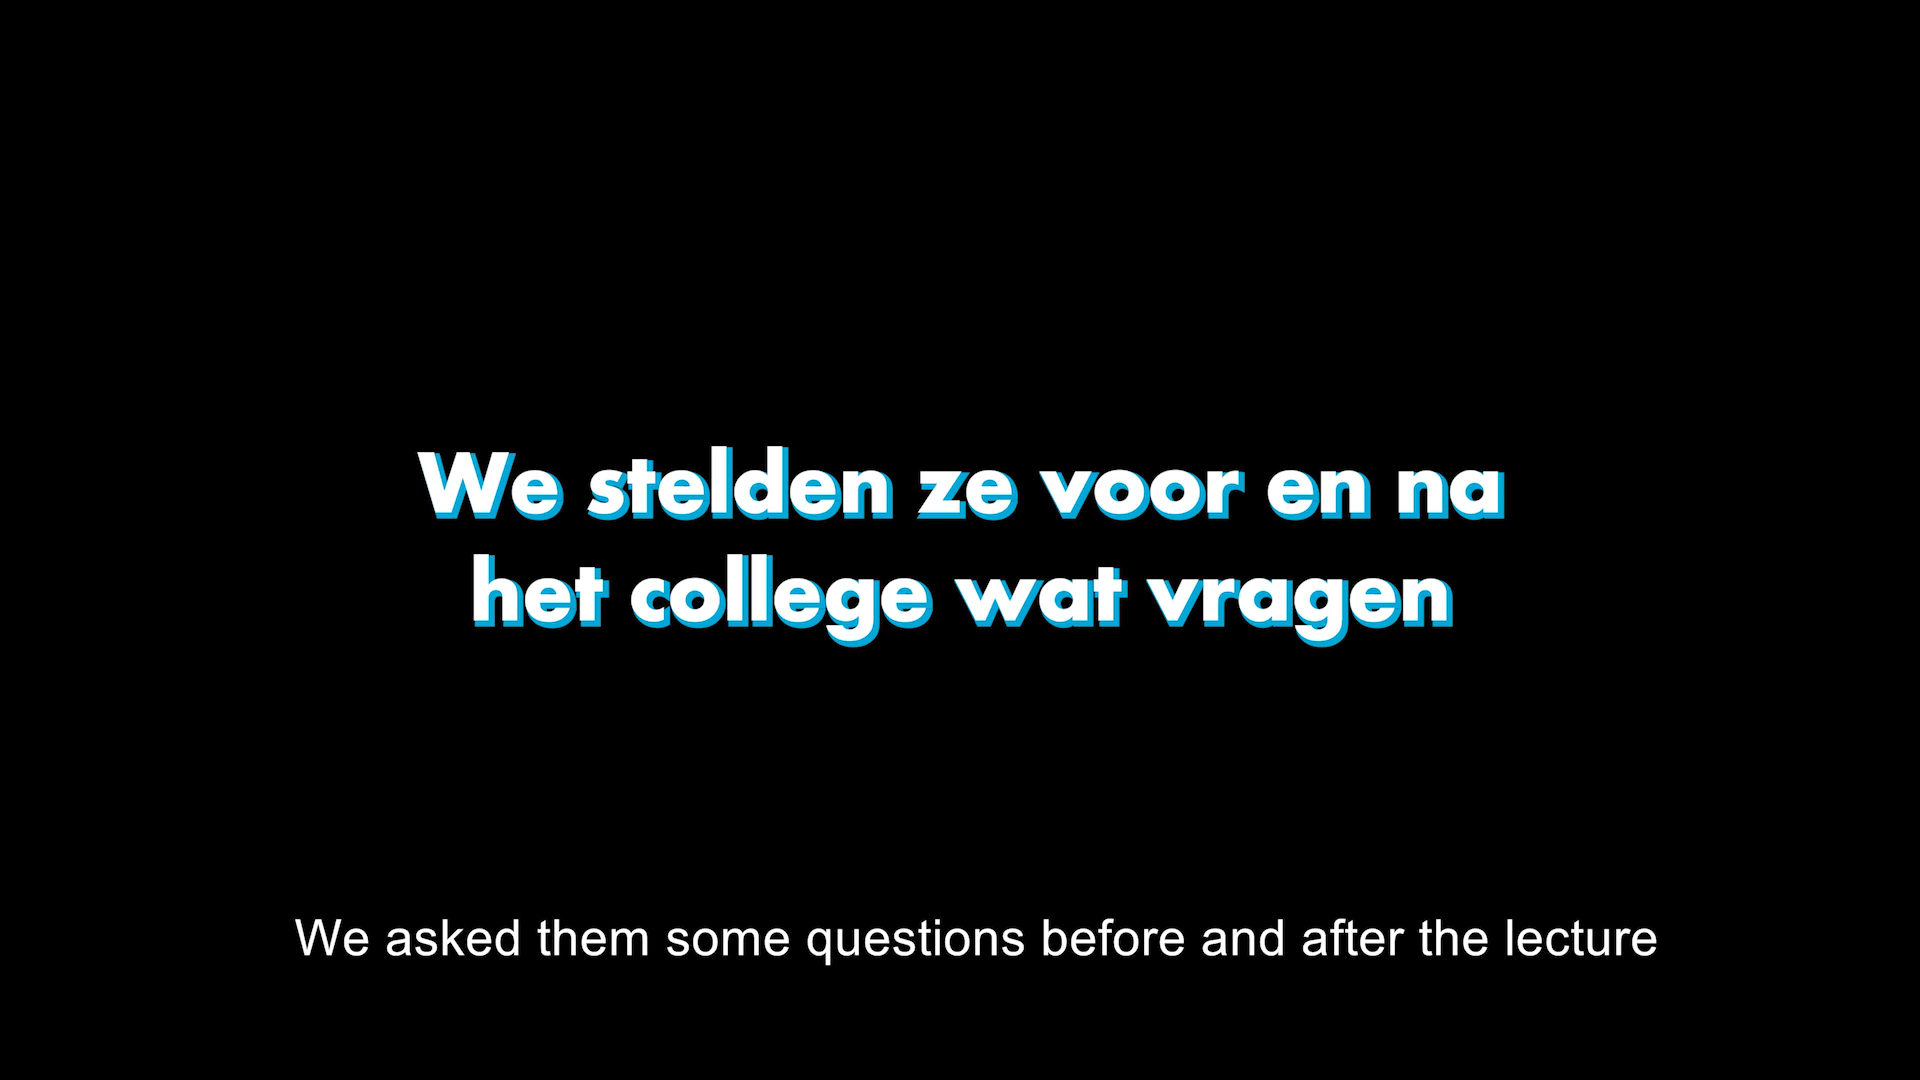 We stelden ze voor en na
het college wat vragen
We asked them some questions before and after the lecture